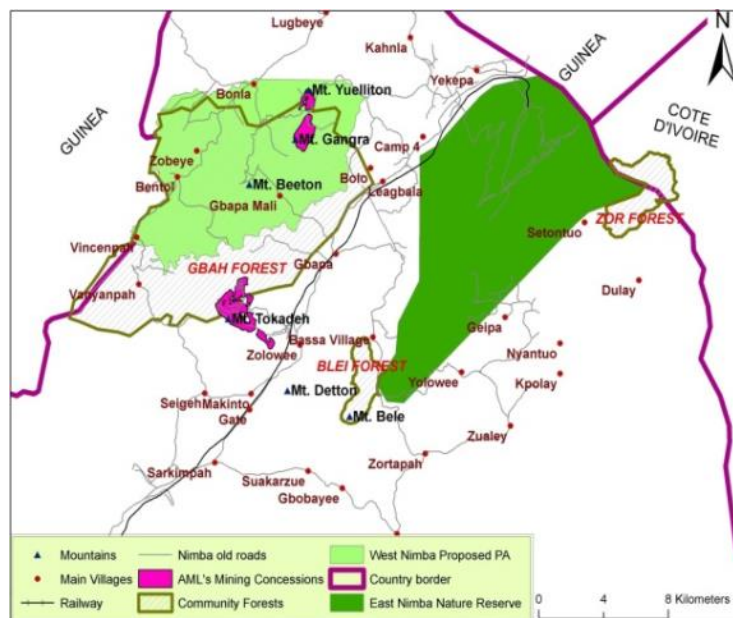 Lugbeye
Kahnla
GUINEA
N
Yekepa
Bonla
Mt. Yuelliton
COTE
D'IVOIRE
GUINEA
Mt. Gangra
Camp 4
Zobeye
Bolo
Bentol
Mt. Beeton
Leagbala
Gbapa Mali
ZOR FOREST
Setontuo
Vincenpah
Gbapa
GBAH FOREST
Vanyanpah
Dulay
Mt. Tokadeh
Geipa
Bassa Village
Zolowee
Nyantuo
BLEI FOREST
Yolowee
Kpolay
Mt. Detton
Seigeh
Makinto
Gate
Mt. Bele
Zualey
Zortapah
Sarkimpah
Suakarzue
Gbobayee
Mountains
Nimba old roads
West Nimba Proposed PA
Main Villages
AML's Mining Concessions
Country border
Railway
Community Forests
East Nimba Nature Reserve
0 4 8 Kilometers